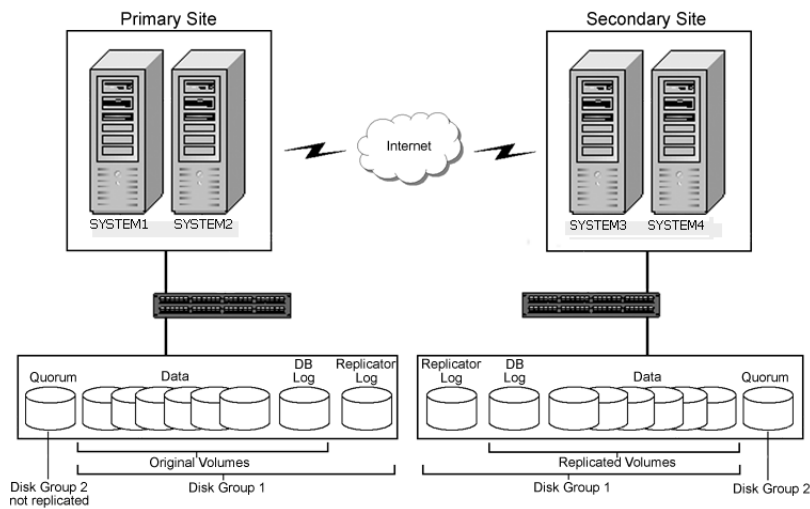 Primary Site
Secondary Site
Internet
SYSTEM1 SYSTEM2
SYSTEM3 SYSTEM4
Quorum
Data
DB
Log
Replicator
Log
Replicator
Log
DB
Log
Data
Quorum
Original Volumes
Replicated Volumes
Disk Group 2
not replicated
Disk Group 1
Disk Group 1
Disk Group 2